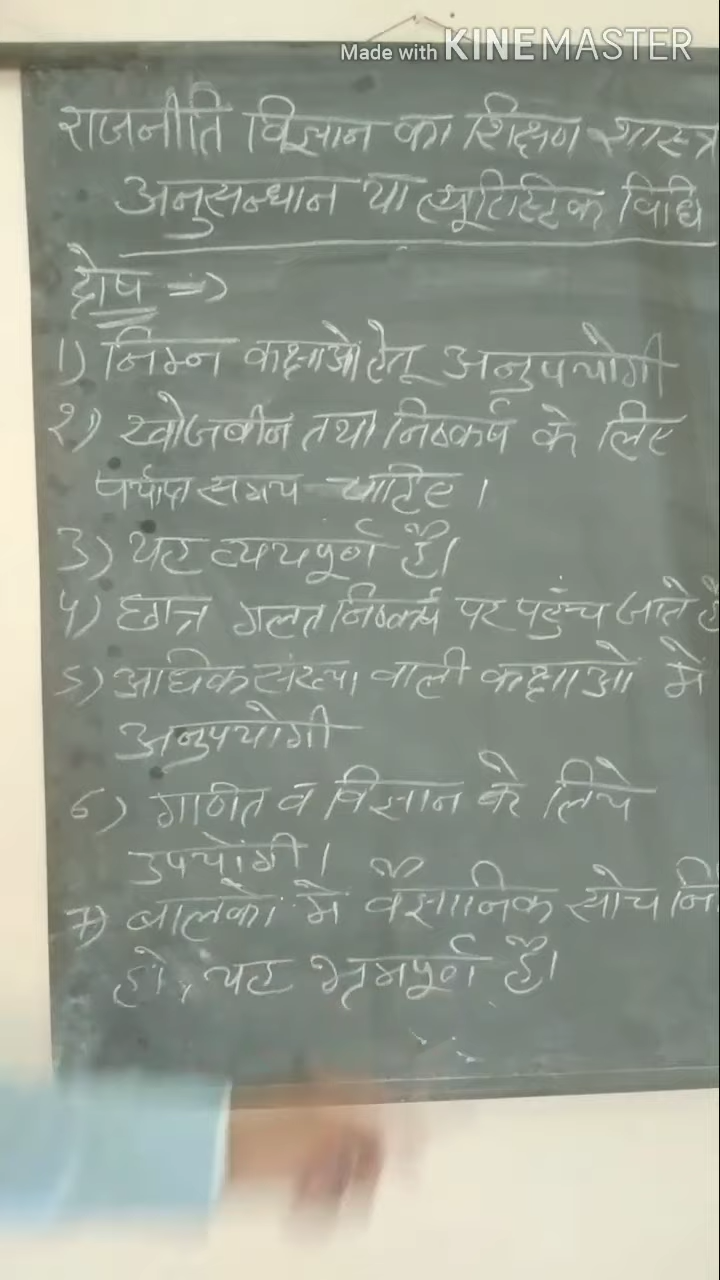 Made with KINEMASTER
राजनीति विज्ञान का शिक्षण शास्त्र
अनुसन्धान या ह्यूरिस्टिक विधि
दोष =>
1) निम्न कक्षाओं हेतू अनुपयोगी
2) खोजबीन तथा निष्कर्ष के लिए
पर्याप्त समय चाहिए।
3) यह व्ययपूर्ण है।
4) छात्र गलत निष्कर्ष पर पहुंच जाते
5) अधिक संख्या वाली कक्षाओं में
अनुपयोगी
6) गणित व विज्ञान के लिये
उपयोगी।
7) बालकों में वैज्ञानिक सोच
हो, यह भ्रमपूर्ण है।